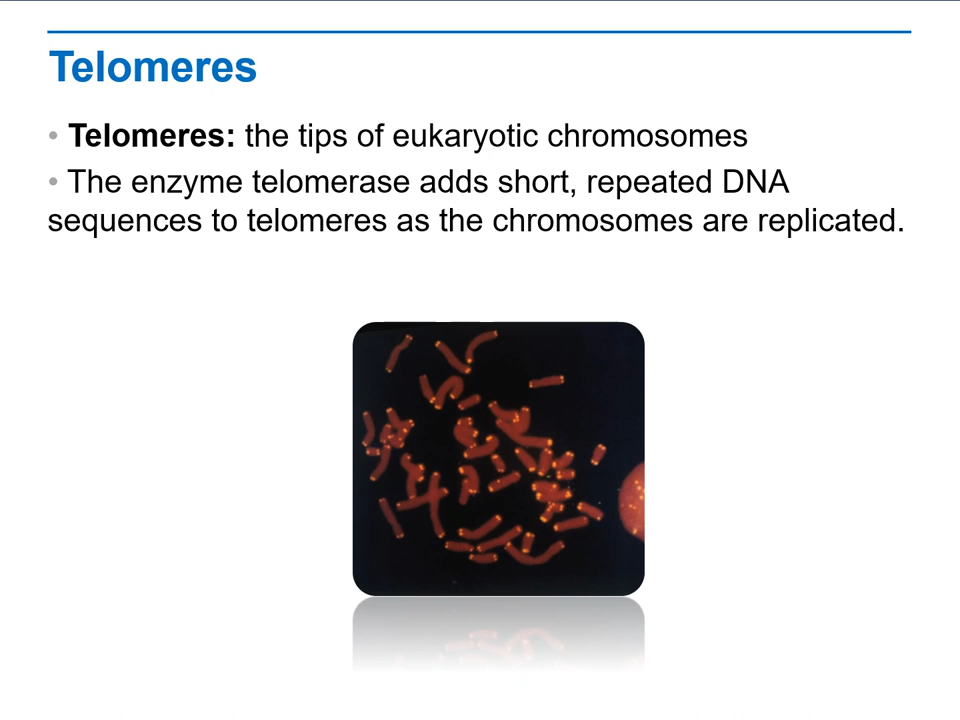 Telomeres
• Telomeres: the tips of eukaryotic chromosomes
• The enzyme telomerase adds short, repeated DNA
sequences to telomeres as the chromosomes are replicated.